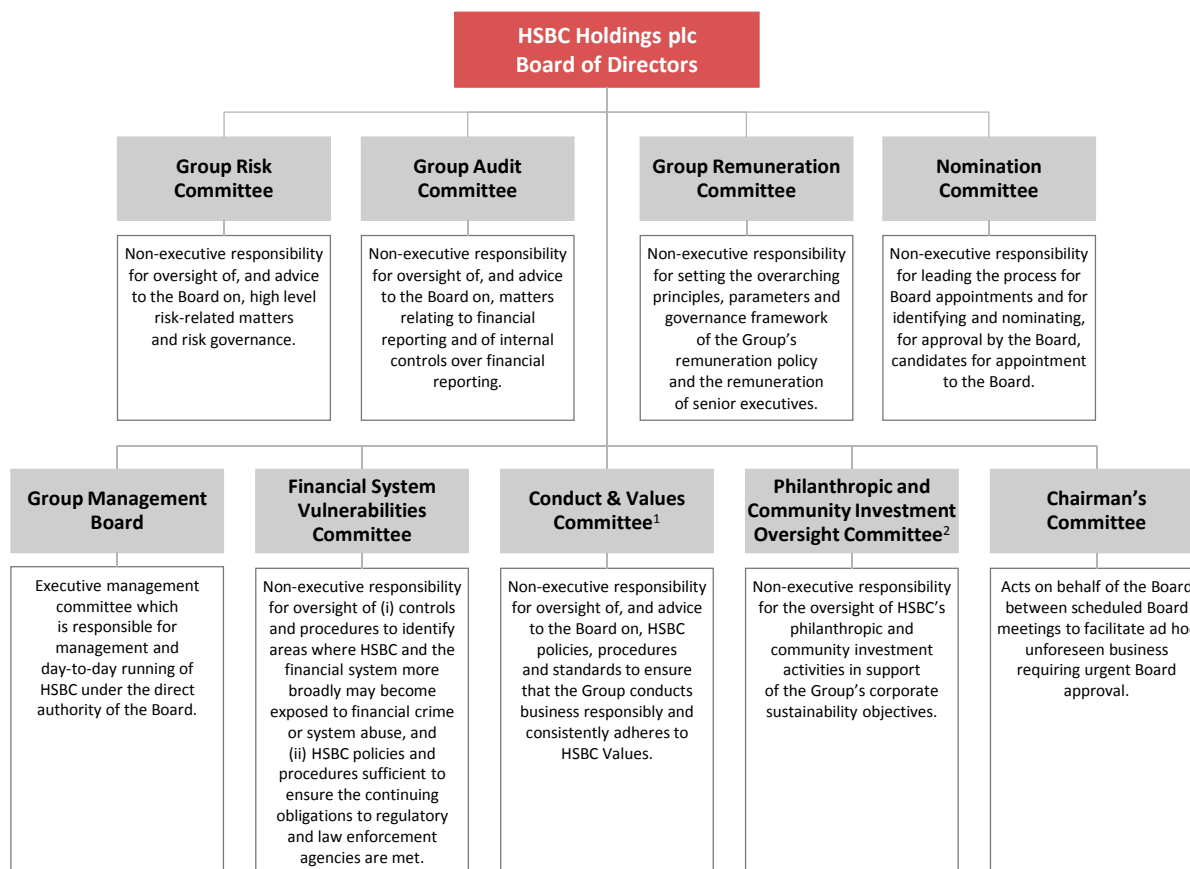 HSBC Holdings plc
Board of Directors
Group Risk
Committee
Group Audit
Committee
Group Remuneration
Committee
Nomination
Committee
Non-executive responsibility
for oversight of, and advice
to the Board on, high level
risk-related matters
and risk governance.
Non-executive responsibility
for oversight of, and advice
to the Board on, matters
relating to financial
reporting and of internal
controls over financial
reporting.
Non-executive responsibility
for setting the overarching
principles, parameters and
governance framework
of the Group's
remuneration policy
and the remuneration
of senior executives.
Non-executive responsibility
for leading the process for
Board appointments and for
identifying and nominating,
for approval by the Board,
candidates for appointment
to the Board.
Group Management
Board
Financial System
Vulnerabilities
Committee
Conduct & Values
Committee¹
Philanthropic and
Community Investment
Oversight Committee²
Chairman's
Committee
Executive management
committee which
is responsible for
management and
day-to-day running of
HSBC under the direct
authority of the Board.
Non-executive responsibility
for oversight of (i) controls
and procedures to identify
areas where HSBC and the
financial system more
broadly may become
exposed to financial crime
or system abuse, and
(ii) HSBC policies and
procedures sufficient to
ensure the continuing
obligations to regulatory
and law enforcement
agencies are met.
Non-executive responsibility
for oversight of, and advice
to the Board on, HSBC
policies, procedures
and standards to ensure
that the Group conducts
business responsibly and
consistently adheres to
HSBC Values.
Non-executive responsibility
for the oversight of HSBC's
philanthropic and
community investment
activities in support
of the Group's corporate
sustainability objectives.
Acts on behalf of the Board
between scheduled Board
meetings to facilitate ad hoc
unforeseen business
requiring urgent Board
approval.